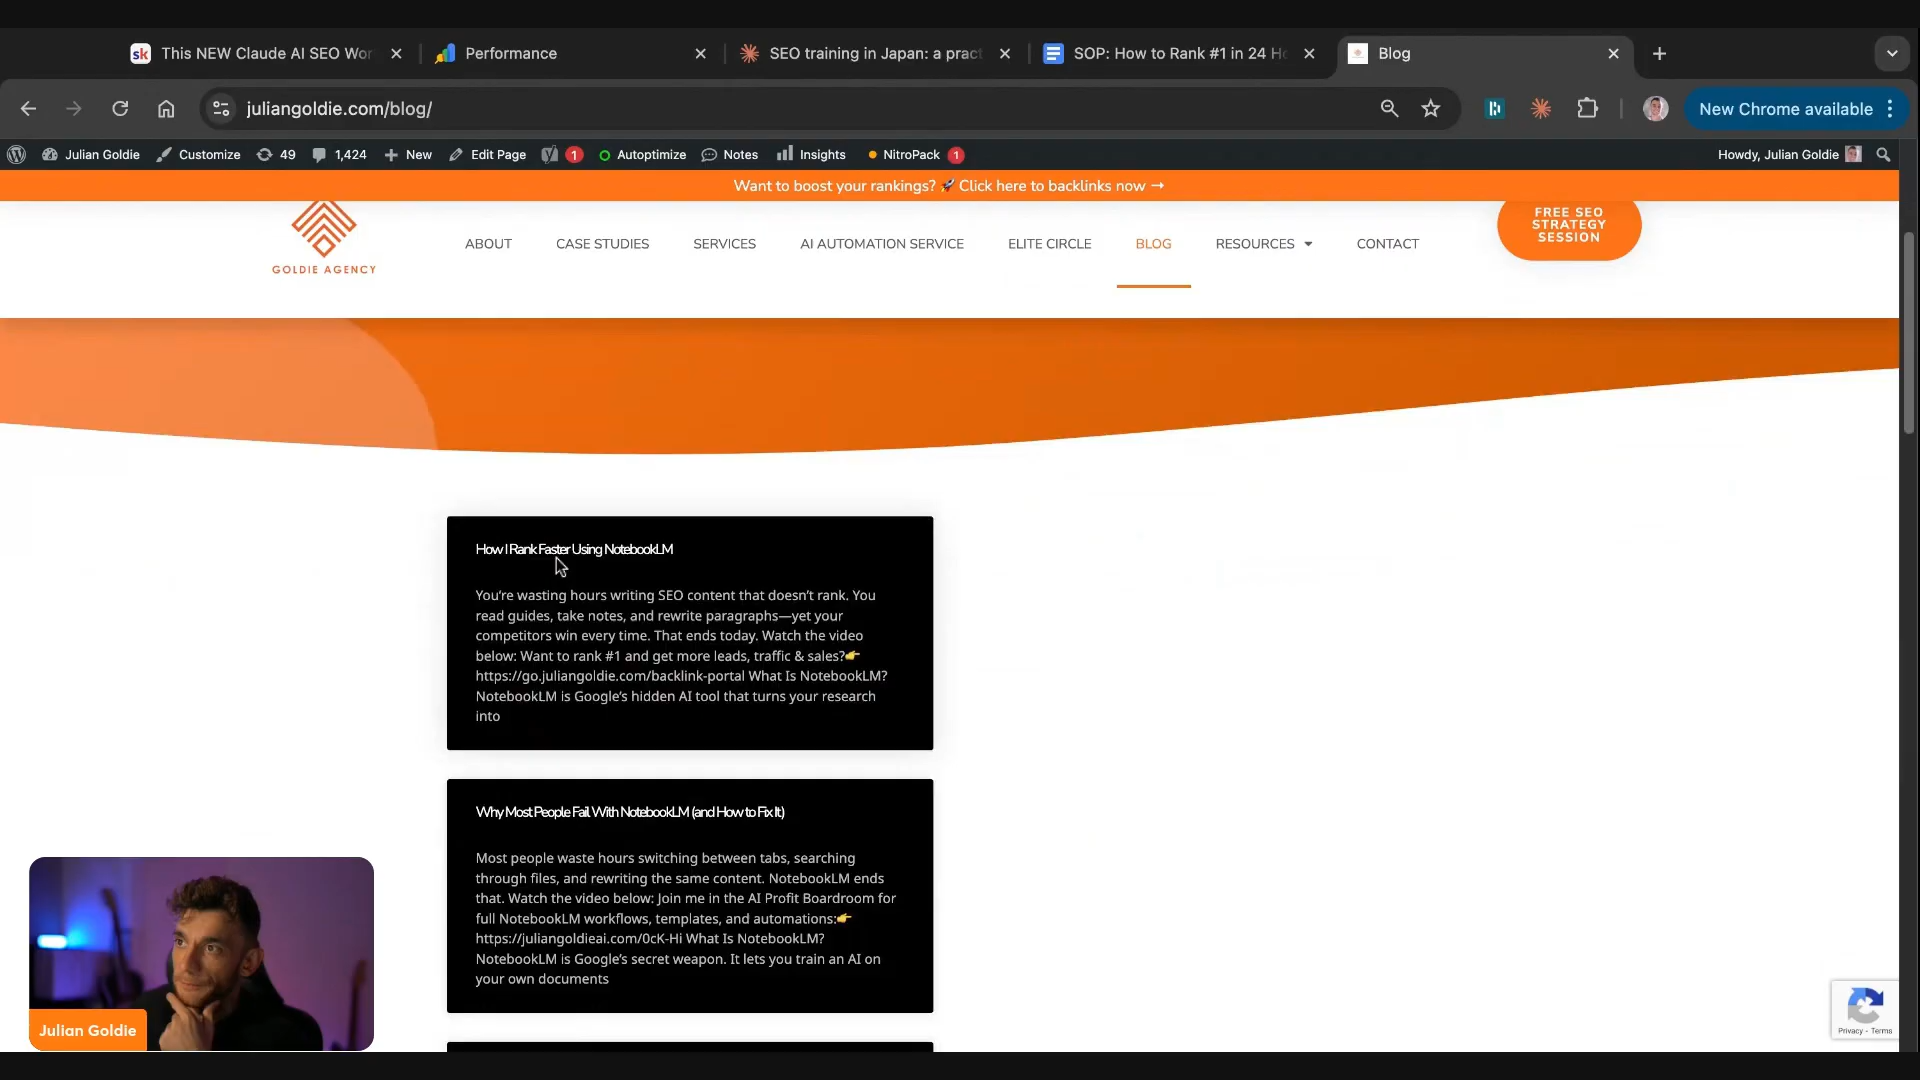 This NEW Claude AI SEO Wor
Performance
SEO training in Japan: a pract
SOP: How to Rank #1 in 24 Ho
Blog
juliangoldie.com/blog/
New Chrome available
Julian Goldie
Customize
49
1,424
New
Edit Page
1
Autoptimize
Notes
Insights
NitroPack
1
Howdy, Julian Goldie
Want to boost your rankings? 🚀 Click here to backlinks now →
GOLDIE AGENCY
ABOUT
CASE STUDIES
SERVICES
AI AUTOMATION SERVICE
ELITE CIRCLE
BLOG
RESOURCES
CONTACT
FREE SEO
STRATEGY
SESSION
How I Rank Faster Using NotebookLM
You’re wasting hours writing SEO content that doesn’t rank. You
read guides, take notes, and rewrite paragraphs—yet your
competitors win every time. That ends today. Watch the video
below: Want to rank #1 and get more leads, traffic & sales?👉
https://go.juliangoldie.com/backlink-portal What Is NotebookLM?
NotebookLM is Google’s hidden AI tool that turns your research
into
Why Most People Fail With NotebookLM (and How to Fix It)
Most people waste hours switching between tabs, searching
through files, and rewriting the same content. NotebookLM ends
that. Watch the video below: Join me in the AI Profit Boardroom for
full NotebookLM workflows, templates, and automations:👉
https://juliangoldieai.com/0cK-Hi What Is NotebookLM?
NotebookLM is Google’s secret weapon. It lets you train an AI on
your own documents
Julian Goldie
Privacy - Terms